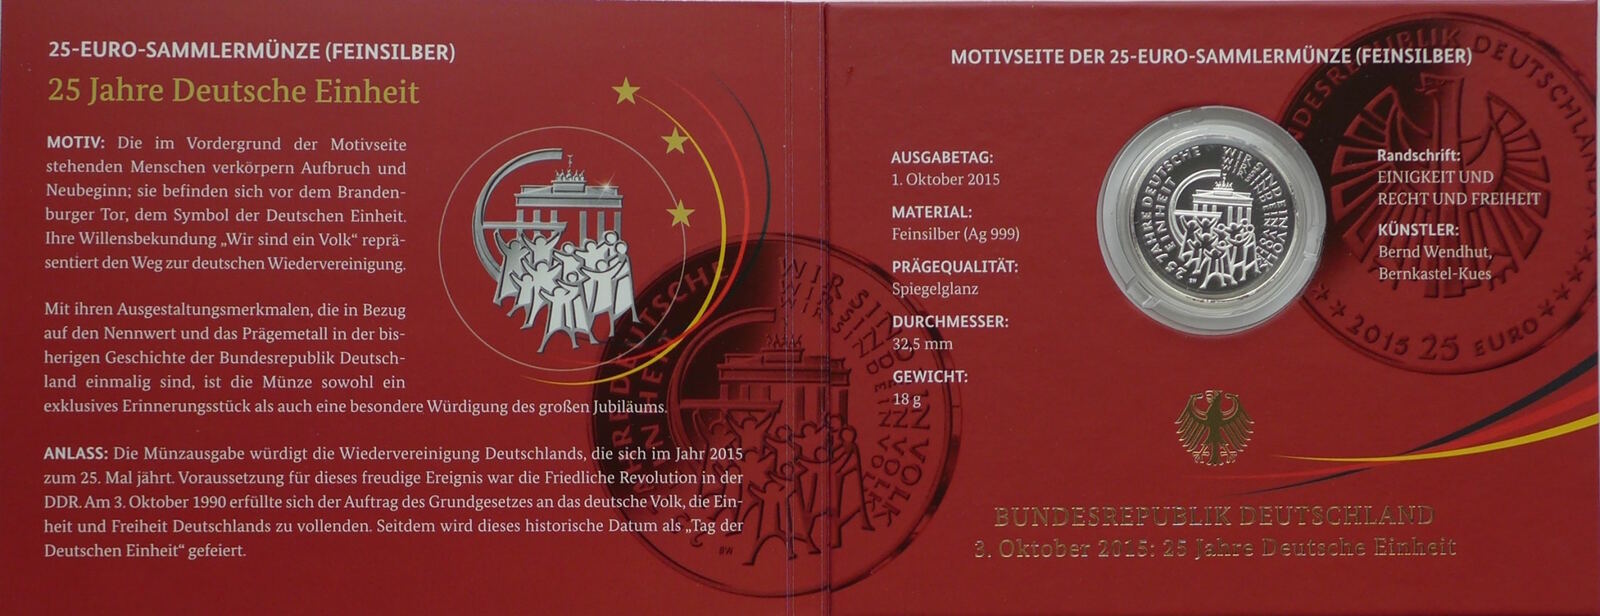 25-EURO-SAMMLERMÜNZE (FEINSILBER)
25 Jahre Deutsche Einheit
MOTIV: Die im Vordergrund der Motivseite
stehenden Menschen verkörpern Aufbruch und
Neubeginn; sie befinden sich vor dem Branden-
burger Tor, dem Symbol der Deutschen Einheit.
Ihre Willensbekundung „Wir sind ein Volk“ reprä-
sentiert den Weg zur deutschen Wiedervereinigung.
Mit ihren Ausgestaltungsmerkmalen, die in Bezug
auf den Nennwert und das Prägemetall in der bis-
herigen Geschichte der Bundesrepublik Deutsch-
land einmalig sind, ist die Münze sowohl ein
exklusives Erinnerungsstück als auch eine besondere Würdigung des großen Jubiläums.
ANLASS: Die Münzausgabe würdigt die Wiedervereinigung Deutschlands, die sich im Jahr 2015
zum 25. Mal jährt. Voraussetzung für dieses freudige Ereignis war die Friedliche Revolution in der
DDR. Am 3. Oktober 1990 erfüllte sich der Auftrag des Grundgesetzes an das deutsche Volk, die Ein-
heit und Freiheit Deutschlands zu vollenden. Seitdem wird dieses historische Datum als „Tag der
Deutschen Einheit“ gefeiert.
BW
MOTIVSEITE DER 25-EURO-SAMMLERMÜNZE (FEINSILBER)
AUSGABETAG:
1. Oktober 2015
MATERIAL:
Feinsilber (Ag 999)
PRÄGEQUALITÄT:
Spiegelglanz
DURCHMESSER:
32,5 mm
GEWICHT:
18 g
25 JAHRE DEUTSCHE
EINHEIT
WIR SIND EIN VOLK
Randschrift:
EINIGKEIT UND
RECHT UND FREIHEIT
KÜNSTLER:
Bernd Wendhut,
Bernkastel-Kues
2015 25 EURO
BUNDESREPUBLIK DEUTSCHLAND
3. Oktober 2015: 25 Jahre Deutsche Einheit